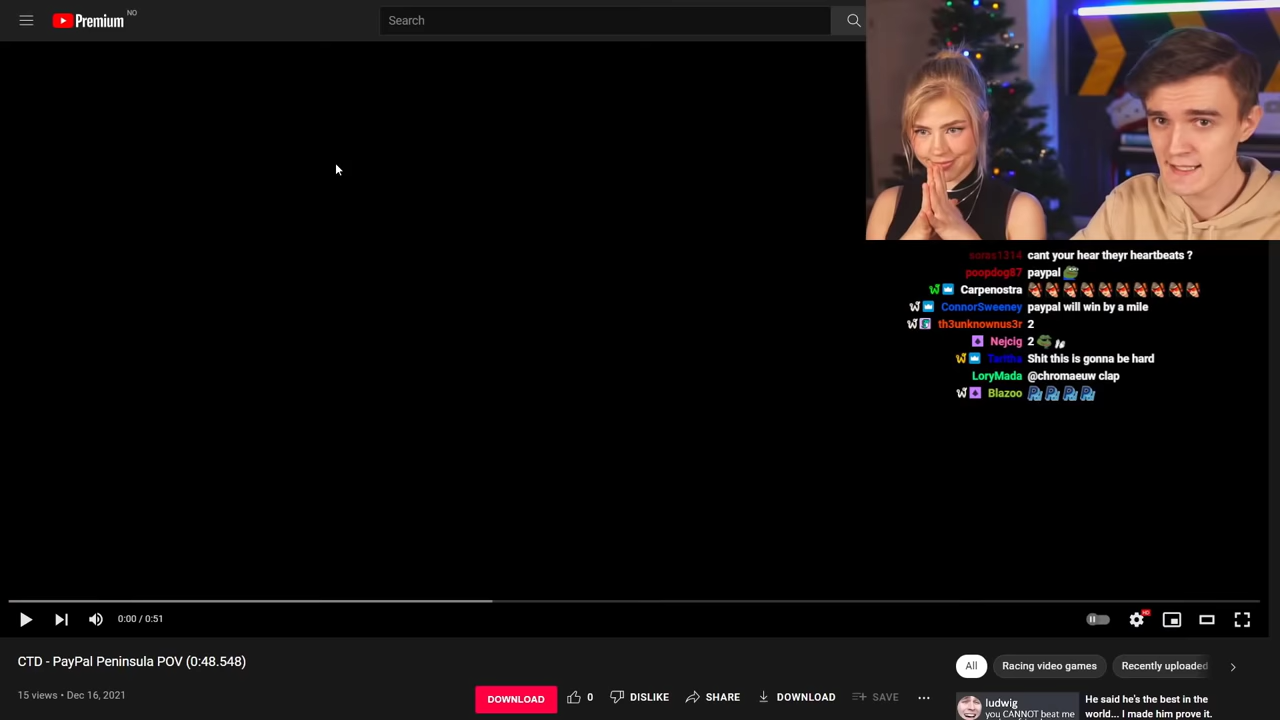 Premium NO
Search
soras1314 cant your hear theyr heartbeats ?
poopdog87 paypal
Carpenostra
ConnorSweeney paypal will win by a mile
th3unknownus3r 2
Nejcig 2
Shit this is gonna be hard
LoryMada @chromaeuw clap
Blazoo
0:00 / 0:51
HD
CTD - PayPal Peninsula POV (0:48.548)
All
Racing video games
Recently uploaded
15 views • Dec 16, 2021
DOWNLOAD
0
DISLIKE
SHARE
DOWNLOAD
SAVE
ludwig
you CANNOT beat me
He said he's the best in the
world... I made him prove it.